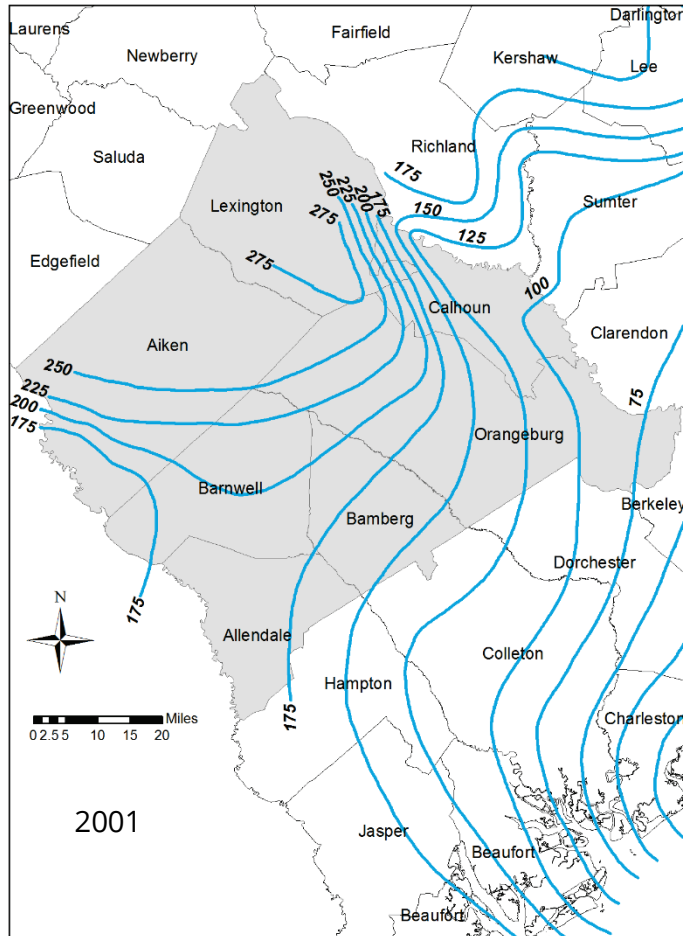 Darlington
Laurens
Fairfield
Newberry
Kershaw
Lee
Greenwood
Richland
Saluda
175
175
200
225
250
Lexington
Sumter
150
275
125
Edgefield
275
100
Calhoun
Clarendon
Aiken
250
225
75
200
175
Orangeburg
Barnwell
Berkeley
Bamberg
Dorchester
175
N
Allendale
Colleton
Hampton
175
Charleston
Miles
0 2.5 5 10 15 20
2001
Jasper
Beaufort
Beaufort